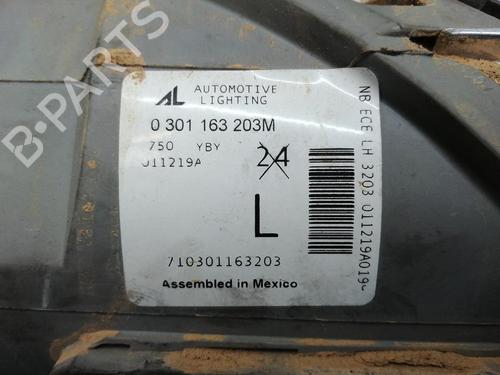 B-PARTS
AL AUTOMOTIVE
LIGHTING
0 301 163 203M
750 YBY
011219A
24
L
710301163203
Assembled in Mexico
NB ECE LH 3203